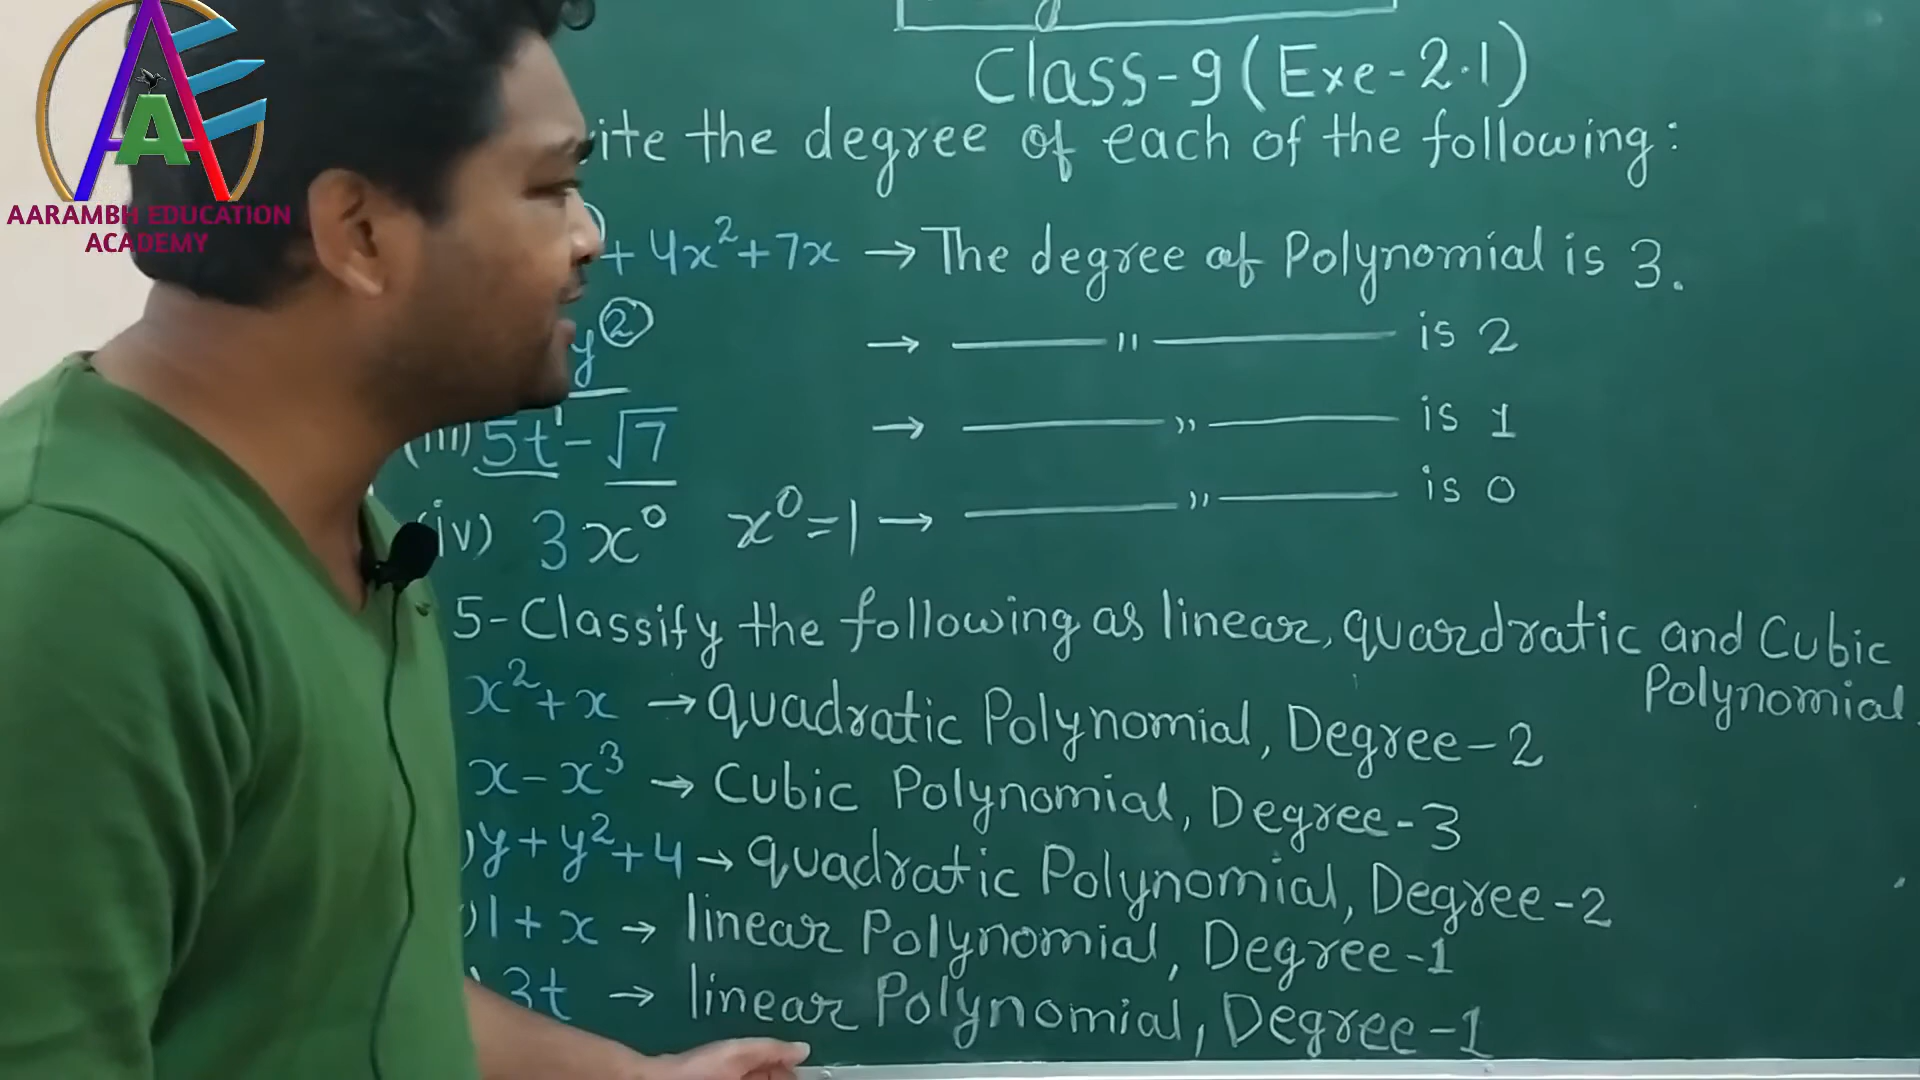 AARAMBH EDUCATION
ACADEMY
Class-9 (Exe-2.1)
ite the degree of each of the following:
+ 4x²+7x → The degree of Polynomial is 3.
y² → —〃— is 2
(iii) 5t¹-√7 → —〃— is 1
(iv) 3x⁰ x⁰=1 → —〃— is 0
5-Classify the following as linear, quardratic and Cubic
Polynomial.
x²+x → quadratic Polynomial, Degree-2
x-x³ → Cubic Polynomial, Degree-3
)y+y²+4 → quadratic Polynomial, Degree-2
)1+x → linear Polynomial, Degree-1
)3t → linear Polynomial, Degree-1